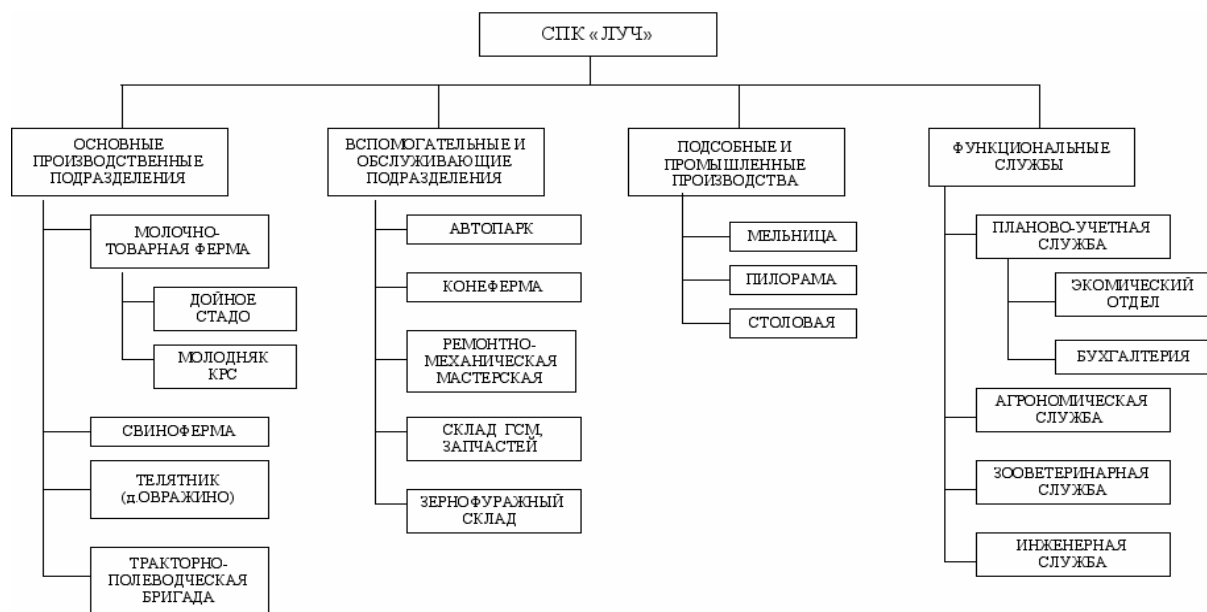 СПК «ЛУЧ»
ОСНОВНЫЕ
ПРОИЗВОДСТВЕННЫЕ
ПОДРАЗДЕЛЕНИЯ
МОЛОЧНО-
ТОВАРНАЯ ФЕРМА
ДОЙНОЕ
СТАДО
МОЛОДНЯК
КРС
СВИНОФЕРМА
ТЕЛЯТНИК
(д.ОВРАЖИНО)
ТРАКТОРНО-
ПОЛЕВОДЧЕСКАЯ
БРИГАДА
ВСПОМОГАТЕЛЬНЫЕ И
ОБСЛУЖИВАЮЩИЕ
ПОДРАЗДЕЛЕНИЯ
АВТОПАРК
КОНЕФЕРМА
РЕМОНТНО-
МЕХАНИЧЕСКАЯ
МАСТЕРСКАЯ
СКЛАД ГСМ,
ЗАПЧАСТЕЙ
ЗЕРНОФУРАЖНЫЙ
СКЛАД
ПОДСОБНЫЕ И
ПРОМЫШЛЕННЫЕ
ПРОИЗВОДСТВА
МЕЛЬНИЦА
ПИЛОРАМА
СТОЛОВАЯ
ФУНКЦИОНАЛЬНЫЕ
СЛУЖБЫ
ПЛАНОВО-УЧЕТНАЯ
СЛУЖБА
ЭКОМИЧЕСКИЙ
ОТДЕЛ
БУХГАЛТЕРИЯ
АГРОНОМИЧЕСКАЯ
СЛУЖБА
ЗООВЕТЕРИНАРНАЯ
СЛУЖБА
ИНЖЕНЕРНАЯ
СЛУЖБА